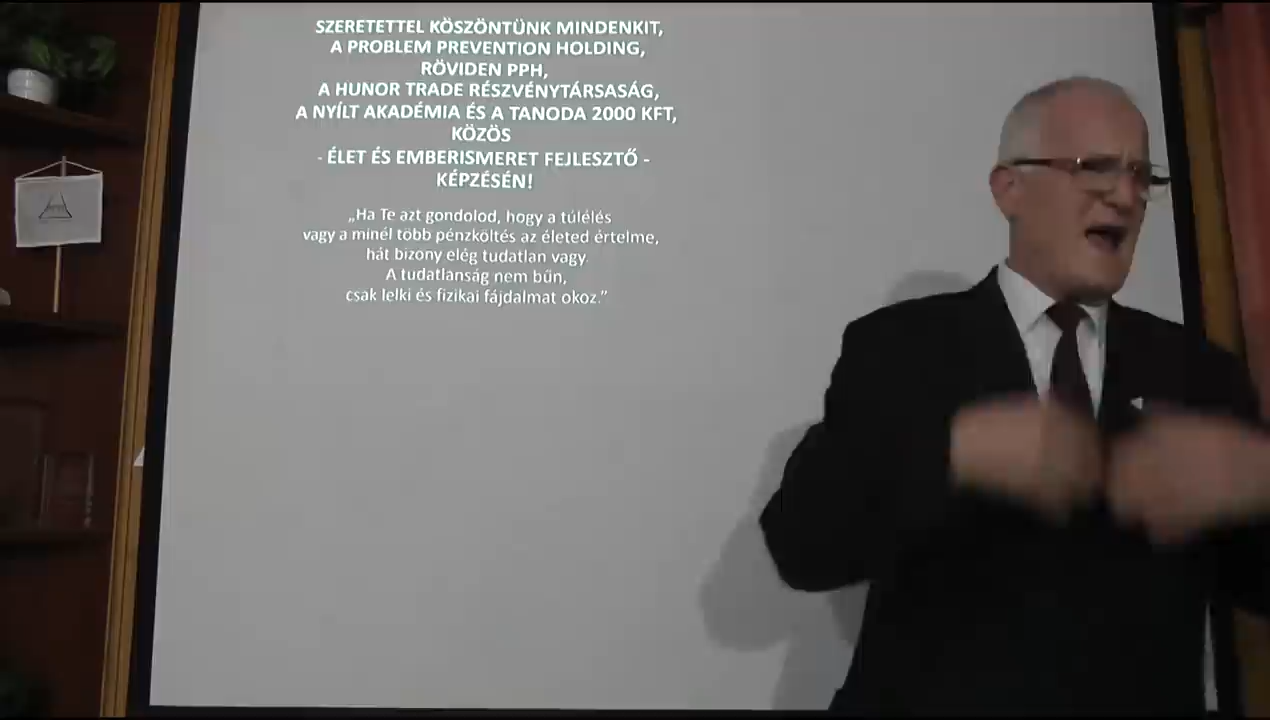 SZERETETTEL KÖSZÖNTÜNK MINDENKIT,
A PROBLEM PREVENTION HOLDING,
RÖVIDEN PPH,
A HUNOR TRADE RÉSZVÉNYTÁRSASÁG,
A NYÍLT AKADÉMIA ÉS A TANODA 2000 KFT,
KÖZÖS
- ÉLET ÉS EMBERISMERET FEJLESZTŐ -
KÉPZÉSÉN!
„Ha Te azt gondolod, hogy a túlélés
vagy a minél több pénzköltés az életed értelme,
hát bizony elég tudatlan vagy.
A tudatlanság nem bűn,
csak lelki és fizikai fájdalmat okoz.”